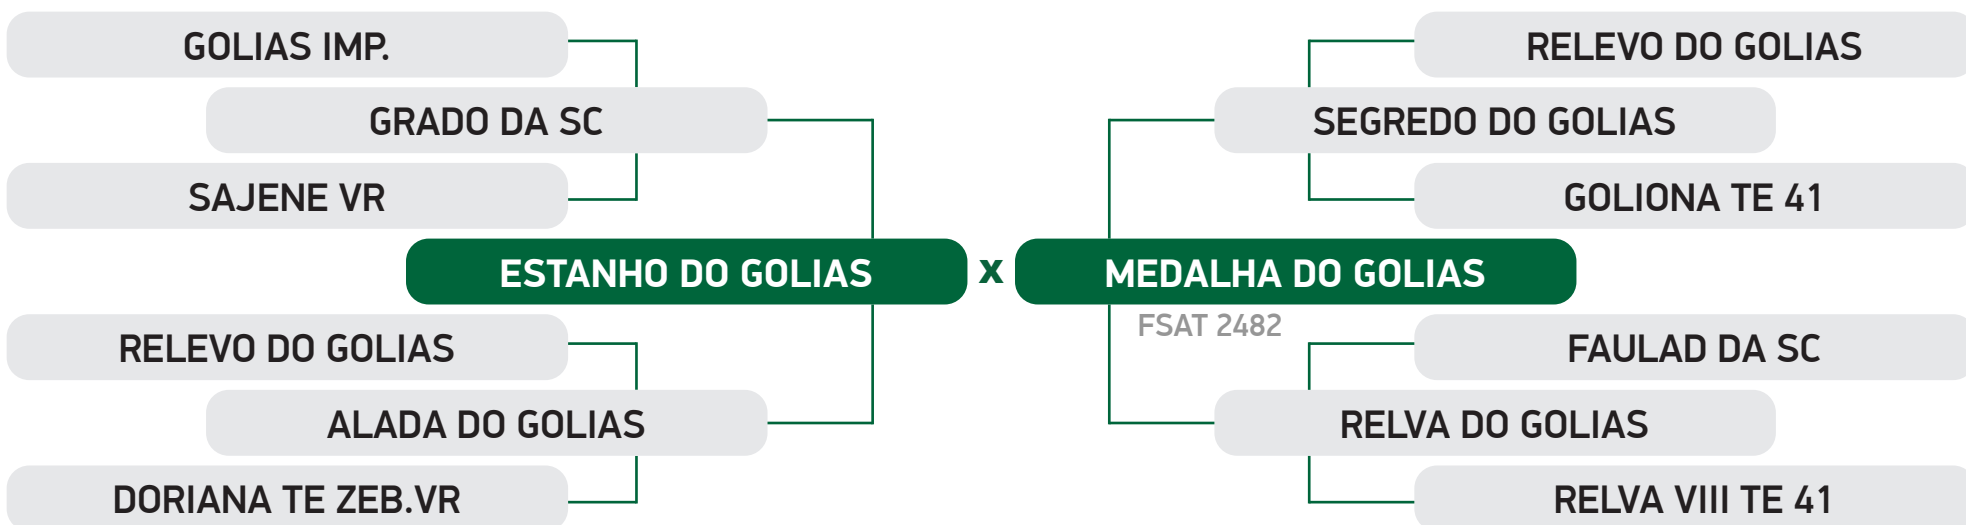 GOLIAS IMP.
RELEVO DO GOLIAS
GRADO DA SC
SEGREDO DO GOLIAS
SAJENE VR
GOLIONA TE 41
ESTANHO DO GOLIAS x MEDALHA DO GOLIAS
FSAT 2482
RELEVO DO GOLIAS
FAULAD DA SC
ALADA DO GOLIAS
RELVA DO GOLIAS
DORIANA TE ZEB.VR
RELVA VIII TE 41